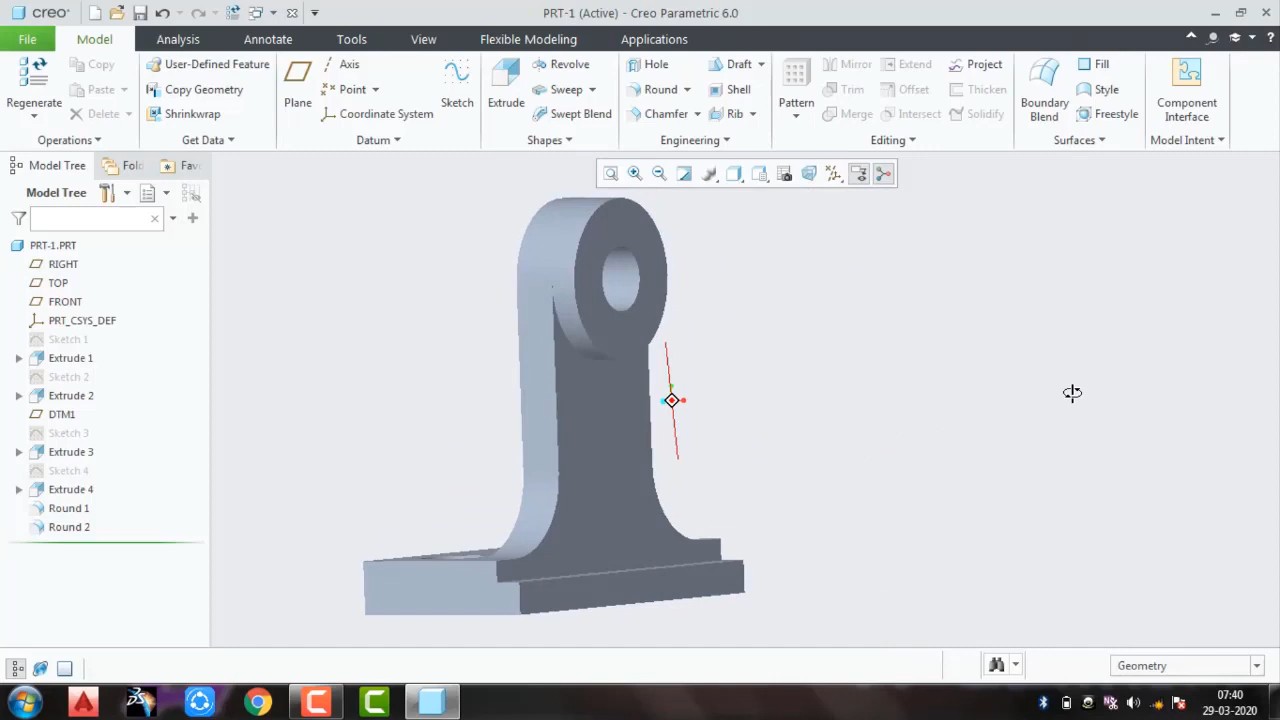 creo
PRT-1 (Active) - Creo Parametric 6.0
File Model Analysis Annotate Tools View Flexible Modeling Applications
Regenerate
Copy
Paste
Delete
Operations
User-Defined Feature
Copy Geometry
Shrinkwrap
Get Data
Plane
Axis
Point
Coordinate System
Sketch
Datum
Extrude
Revolve
Sweep
Swept Blend
Shapes
Hole
Round
Chamfer
Draft
Shell
Rib
Engineering
Pattern
Mirror
Trim
Merge
Extend
Offset
Intersect
Project
Thicken
Solidify
Editing
Boundary
Blend
Fill
Style
Freestyle
Surfaces
Component
Interface
Model Intent
Model Tree Fol Fav
Model Tree
PRT-1.PRT
RIGHT
TOP
FRONT
PRT_CSYS_DEF
Sketch 1
Extrude 1
Sketch 2
Extrude 2
DTM1
Sketch 3
Extrude 3
Sketch 4
Extrude 4
Round 1
Round 2
Geometry
07:40
29-03-2020